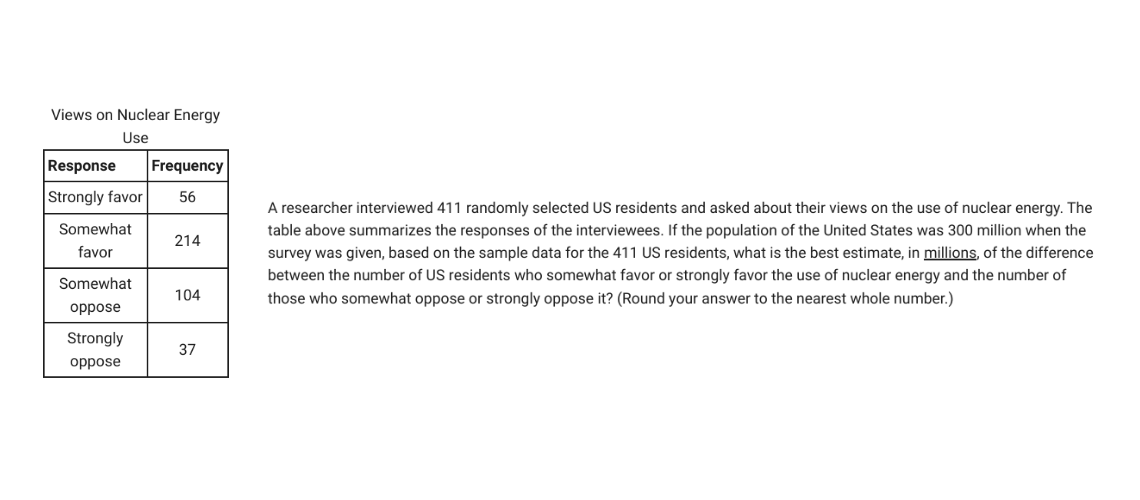 Views on Nuclear Energy
Use
Response Frequency
Strongly favor 56
Somewhat
favor
214
Somewhat
oppose
104
Strongly
oppose
37
A researcher interviewed 411 randomly selected US residents and asked about their views on the use of nuclear energy. The
table above summarizes the responses of the interviewees. If the population of the United States was 300 million when the
survey was given, based on the sample data for the 411 US residents, what is the best estimate, in millions, of the difference
between the number of US residents who somewhat favor or strongly favor the use of nuclear energy and the number of
those who somewhat oppose or strongly oppose it? (Round your answer to the nearest whole number.)